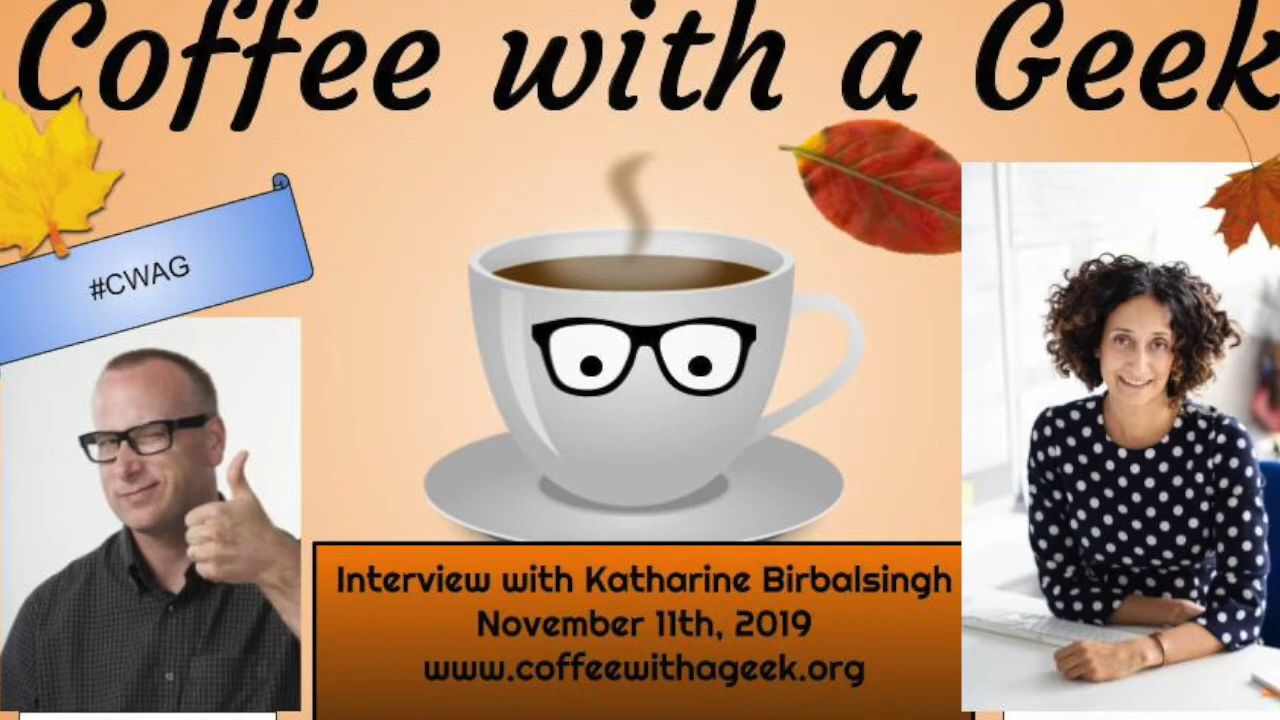 Coffee with a Geek
#CWAG
Interview with Katharine Birbalsingh
November 11th, 2019
www.coffeewithageek.org